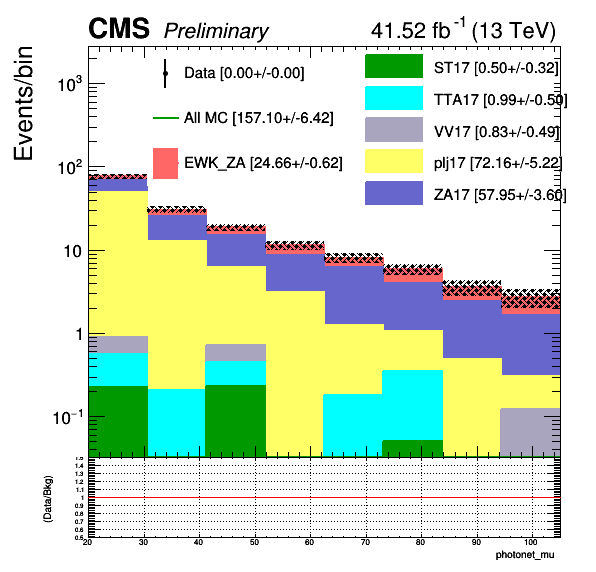 CMS Preliminary 41.52 fb⁻¹ (13 TeV)
Events/bin
10³
10²
10
1
10⁻¹
Data [0.00+/-0.00]
All MC [157.10+/-6.42]
EWK_ZA [24.66+/-0.62]
ST17 [0.50+/-0.32]
TTA17 [0.99+/-0.50]
VV17 [0.83+/-0.49]
plj17 [72.16+/-5.22]
ZA17 [57.95+/-3.60]
(Data/Bkg)
1.5
1.4
1.3
1.2
1.1
1
0.9
0.8
0.7
0.6
0.5
20 30 40 50 60 70 80 90 100
photonet_mu